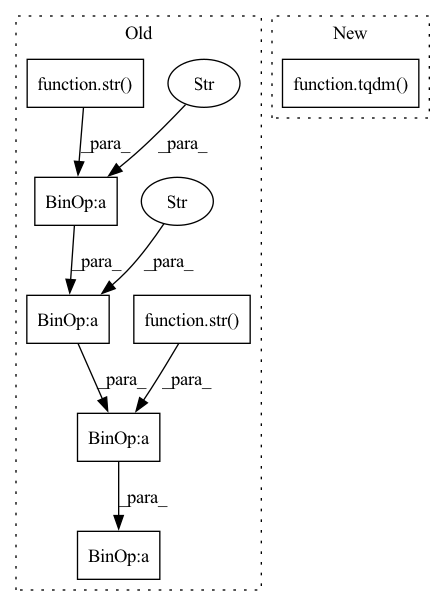 Old
New
function.str()
Str
function.tqdm()
_para_
_para_
BinOp:a
Str
_para_
_para_
BinOp:a
function.str()
_para_
_para_
BinOp:a
_para_
BinOp:a